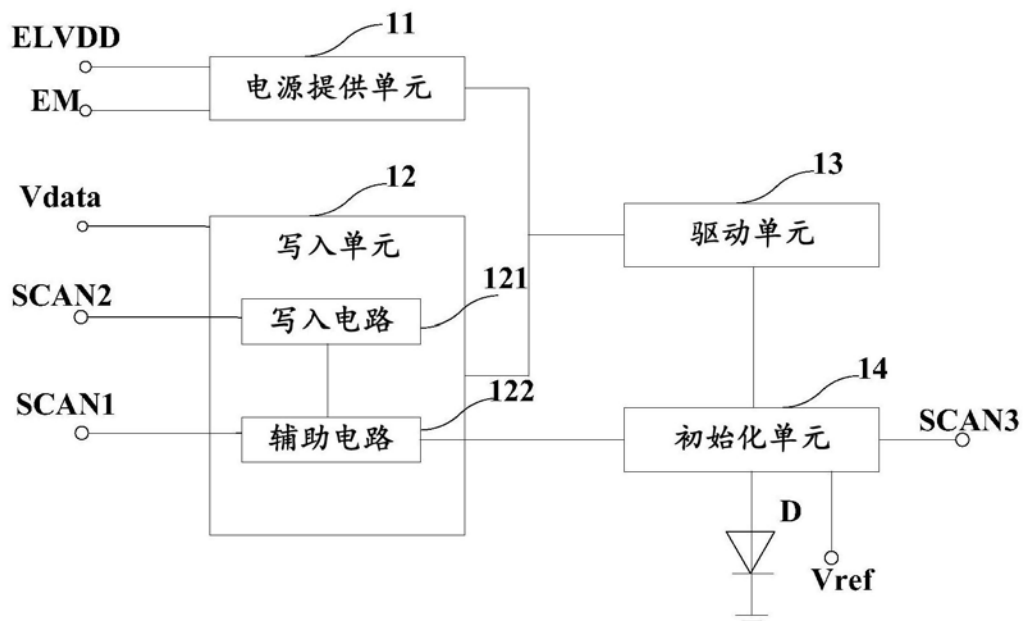 ELVDD
11
电源提供单元
EM
Vdata
12
13
写入单元
驱动单元
SCAN2
121
写入电路
SCAN1
122
14
辅助电路
初始化单元
SCAN3
D
Vref